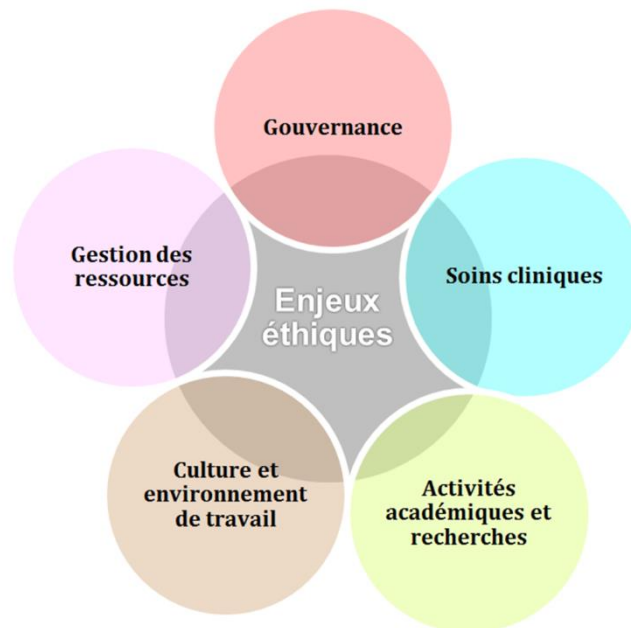 Gouvernance
Gestion des
ressources
Soins cliniques
Enjeux
éthiques
Culture et
environnement
de travail
Activités
académiques et
recherches